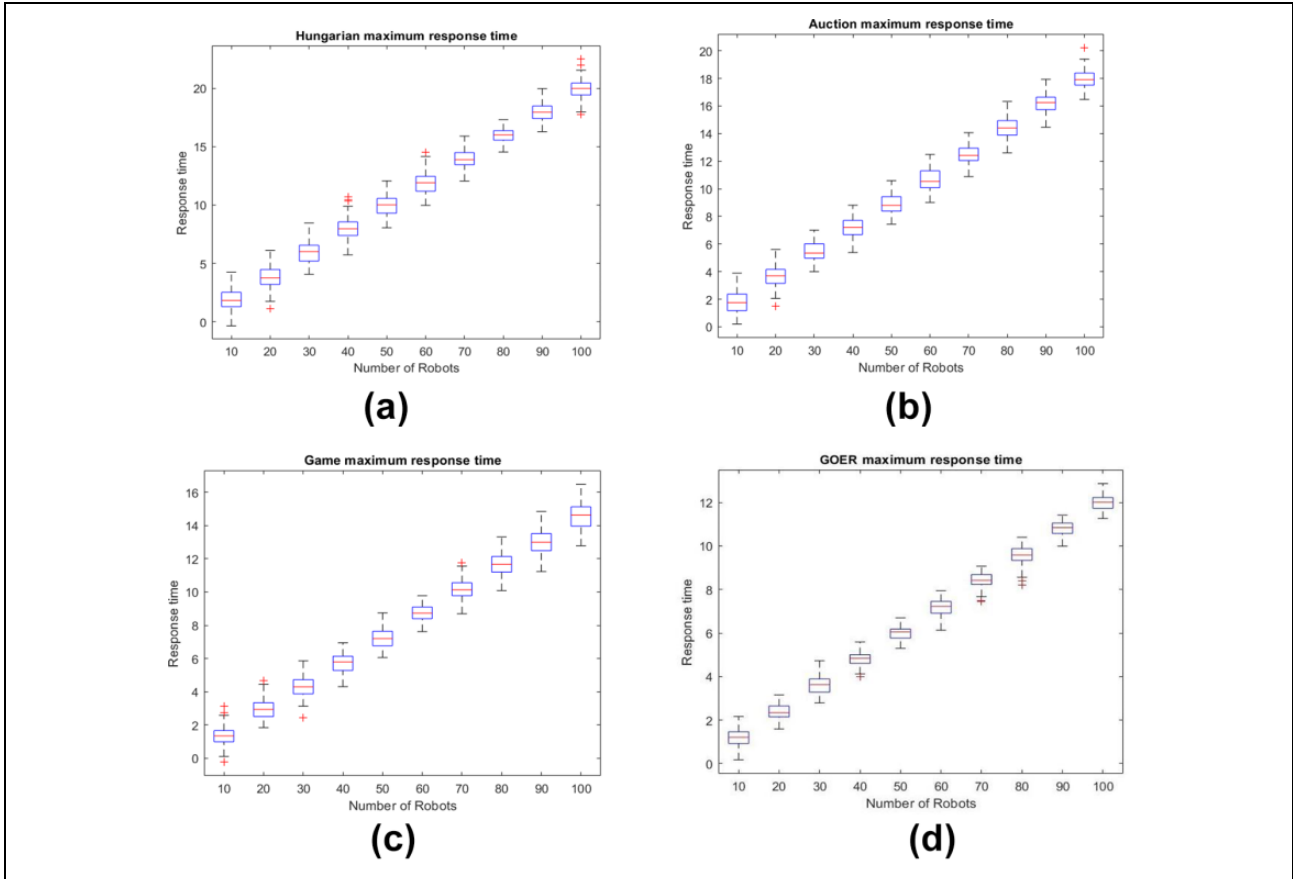 Hungarian maximum response time
Response time
20
15
10
5
0
10 20 30 40 50 60 70 80 90 100
Number of Robots
(a)
Auction maximum response time
Response time
20
18
16
14
12
10
8
6
4
2
0
10 20 30 40 50 60 70 80 90 100
Number of Robots
(b)
Game maximum response time
Response time
16
14
12
10
8
6
4
2
0
10 20 30 40 50 60 70 80 90 100
Number of Robots
(c)
GOER maximum response time
Response time
12
10
8
6
4
2
0
10 20 30 40 50 60 70 80 90 100
Number of Robots
(d)